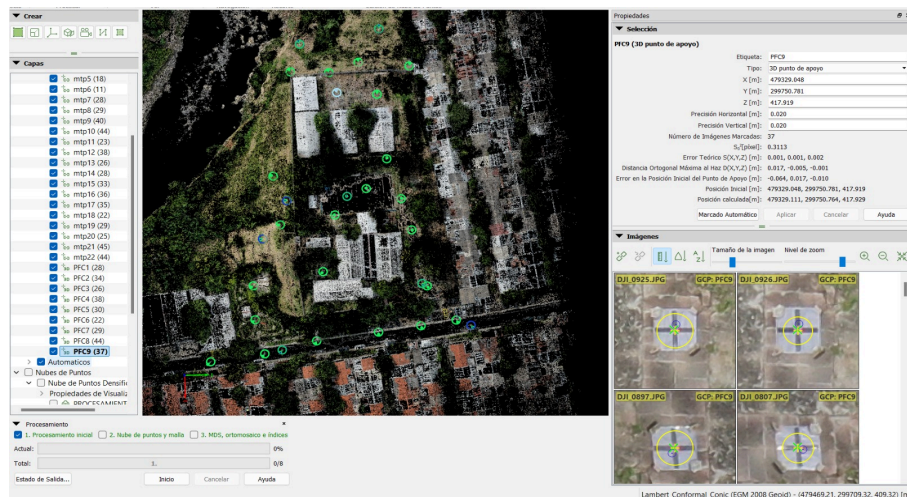 Crear
Capas
mtp5 (18)
mtp6 (11)
mtp7 (28)
mtp8 (29)
mtp9 (40)
mtp10 (44)
mtp11 (23)
mtp12 (38)
mtp13 (26)
mtp14 (28)
mtp15 (33)
mtp16 (36)
mtp17 (35)
mtp18 (22)
mtp19 (29)
mtp20 (25)
mtp21 (45)
mtp22 (44)
PFC1 (28)
PFC2 (34)
PFC3 (26)
PFC4 (38)
PFC5 (30)
PFC6 (22)
PFC7 (29)
PFC8 (44)
PFC9 (37)
Automaticos
Nubes de Puntos
Nube de Puntos Densific
Propiedades de Visualiz
PROCESAMIENT
Procesamiento
1. Procesamiento inicial 2. Nube de puntos y malla 3. MDS, ortomosaico e índices
Actual: 0%
Total: 1. 0/8
Estado de Salida... Inicio Cancelar Ayuda
Propiedades
Selección
PFC9 (3D punto de apoyo)
Etiqueta: PFC9
Tipo: 3D punto de apoyo
X [m]: 479329.048
Y [m]: 299750.781
Z [m]: 417.919
Precisión Horizontal [m]: 0.020
Precisión Vertical [m]: 0.020
Número de Imágenes Marcadas: 37
S₀²[píxel]: 0.3113
Error Teórico S(X,Y,Z) [m]: 0.001, 0.001, 0.002
Distancia Ortogonal Máxima al Haz D(X,Y,Z) [m]: 0.017, -0.005, -0.001
Error en la Posición Inicial del Punto de Apoyo [m]: -0.064, 0.017, -0.010
Posición Inicial [m]: 479329.048, 299750.781, 417.919
Posición calculada[m]: 479329.111, 299750.764, 417.929
Marcado Automático Aplicar Cancelar Ayuda
Imágenes
Tamaño de la imagen Nivel de zoom
DJI_0925.JPG GCP: PFC9 DJI_0926.JPG GCP: PFC9
DJI_0897.JPG GCP: PFC9 DJI_0807.JPG GCP: PFC9
Lambert Conformal Conic (EGM 2008 Geoid) - (479469.21, 299709.32, 409.32) [m